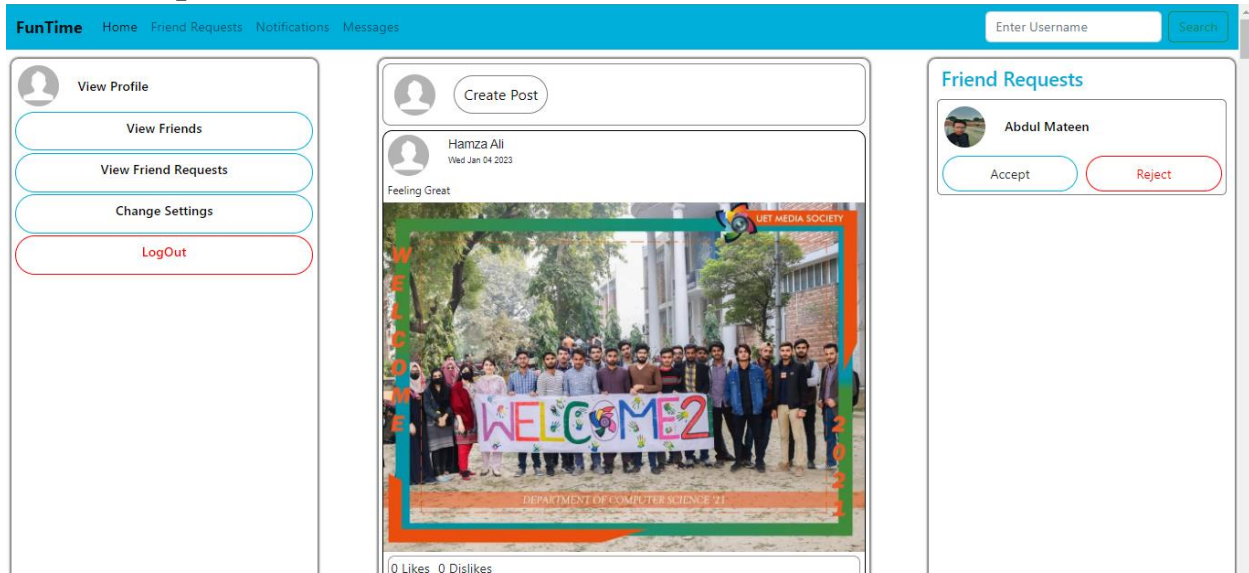 FunTime Home Friend Requests Notifications Messages Enter Username Search
View Profile
View Friends
View Friend Requests
Change Settings
LogOut
Create Post
Hamza Ali
Wed Jan 04 2023
Feeling Great
UET MEDIA SOCIETY
WELCOME
WELCOME2
2021
DEPARTMENT OF COMPUTER SCIENCE '21
0 Likes 0 Dislikes
Friend Requests
Abdul Mateen
Accept Reject